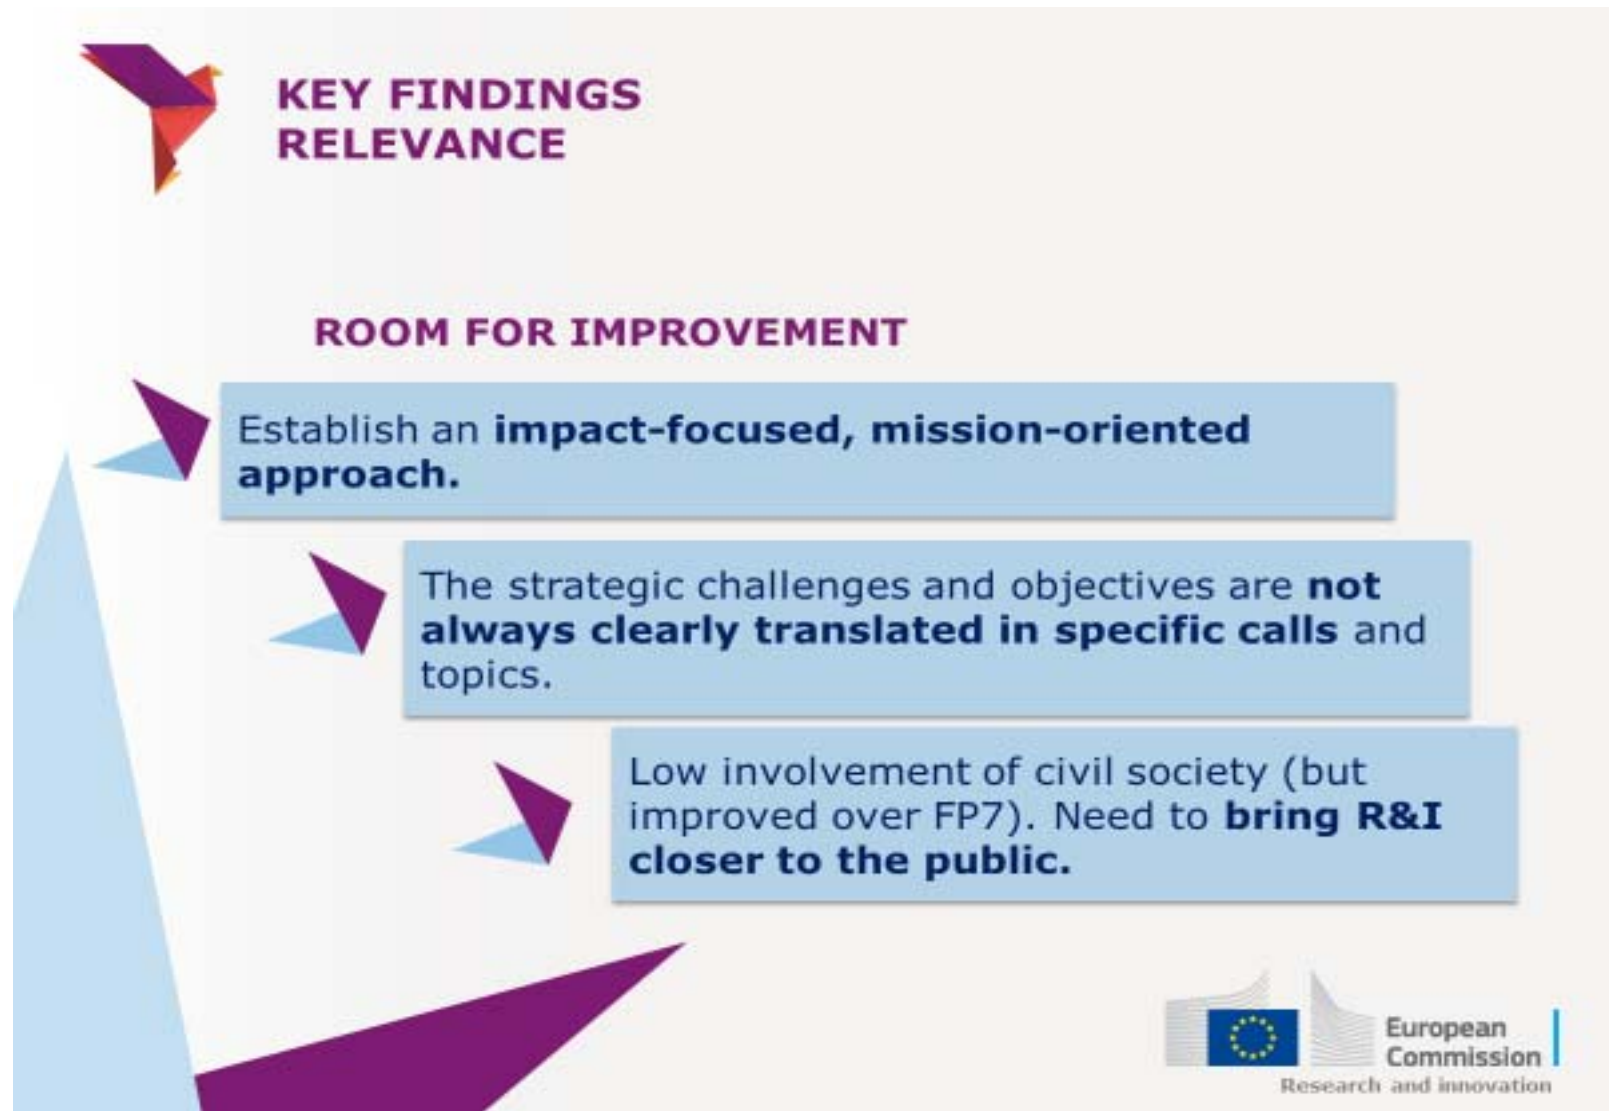 KEY FINDINGS
RELEVANCE
ROOM FOR IMPROVEMENT
Establish an impact-focused, mission-oriented
approach.
The strategic challenges and objectives are not
always clearly translated in specific calls and
topics.
Low involvement of civil society (but
improved over FP7). Need to bring R&I
closer to the public.
European
Commission
Research and innovation